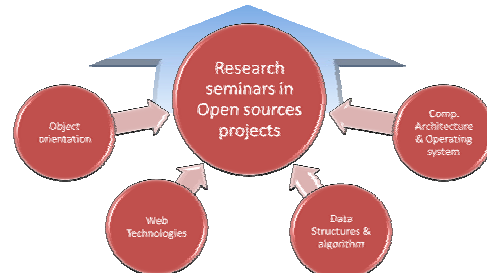 Research
seminars in
Open sources
projects
Object
orientation
Comp.
Architecture
& Operating
system
Web
Technologies
Data
Structures &
algorithm